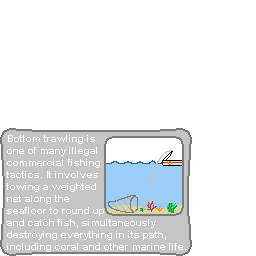 Bottom trawling is
one of many illegal
commercial fishing
tactics. It involves
towing a weighted
net along the
seafloor to round up
and catch fish, simultaneously
destroying everything in its path,
including coral and other marine life.